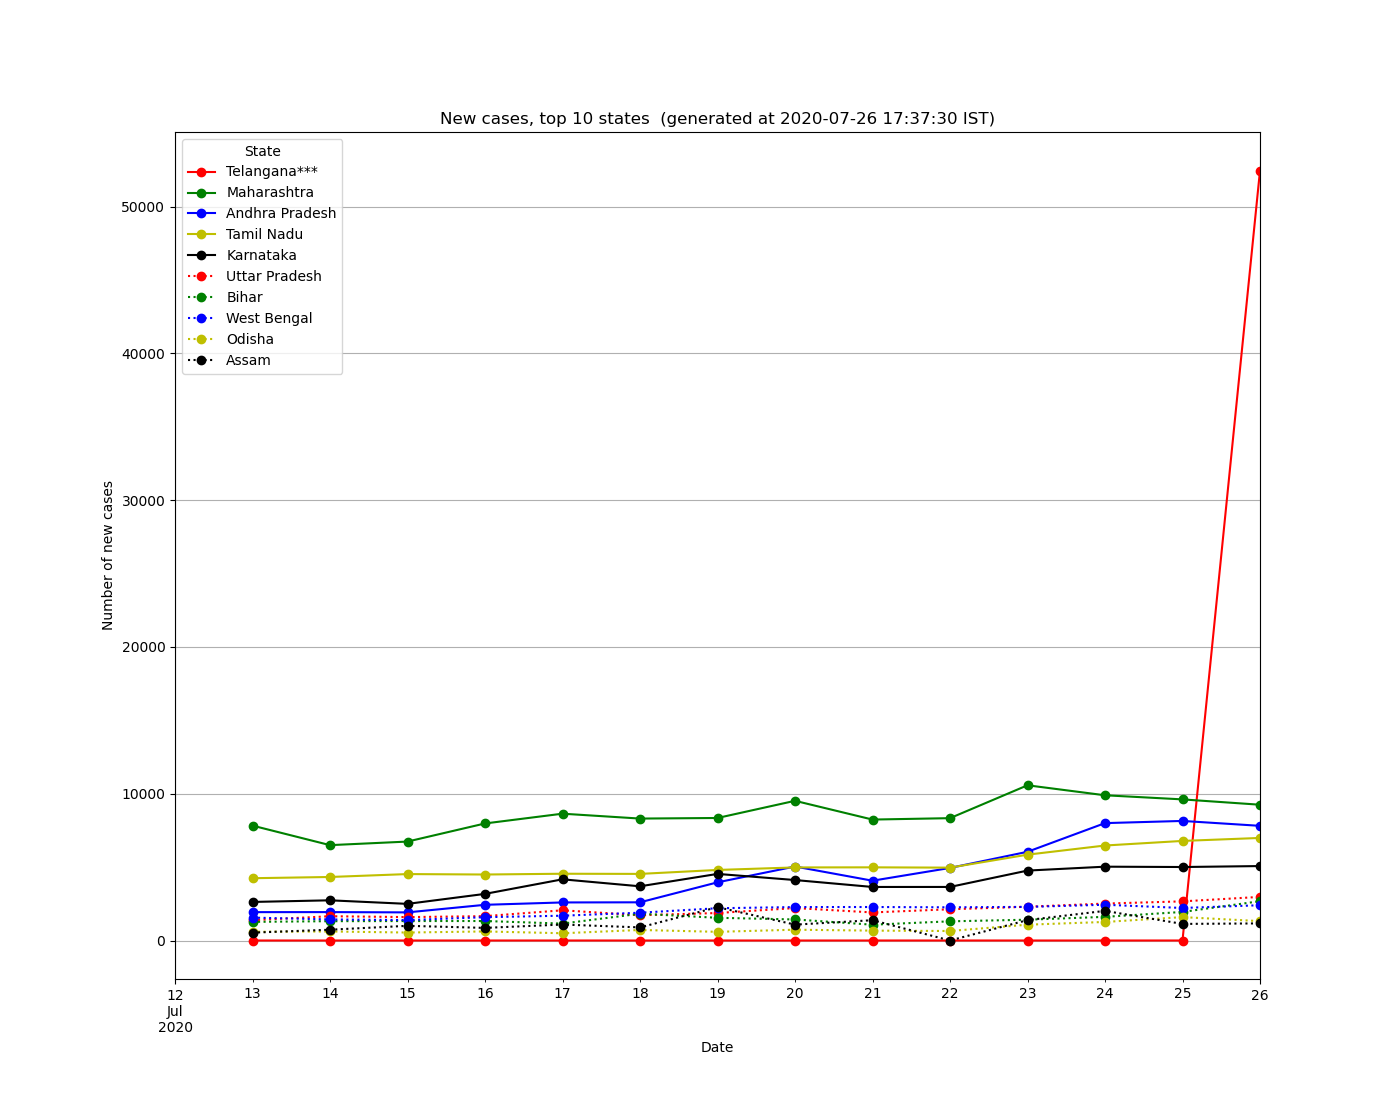 New cases, top 10 states  (generated at 2020-07-26 17:37:30 IST)
State
Telangana***
Maharashtra
Andhra Pradesh
Tamil Nadu
Karnataka
Uttar Pradesh
Bihar
West Bengal
Odisha
Assam
50000
40000
30000
20000
10000
0
Number of new cases
12 13 14 15 16 17 18 19 20 21 22 23 24 25 26
Jul
2020
Date